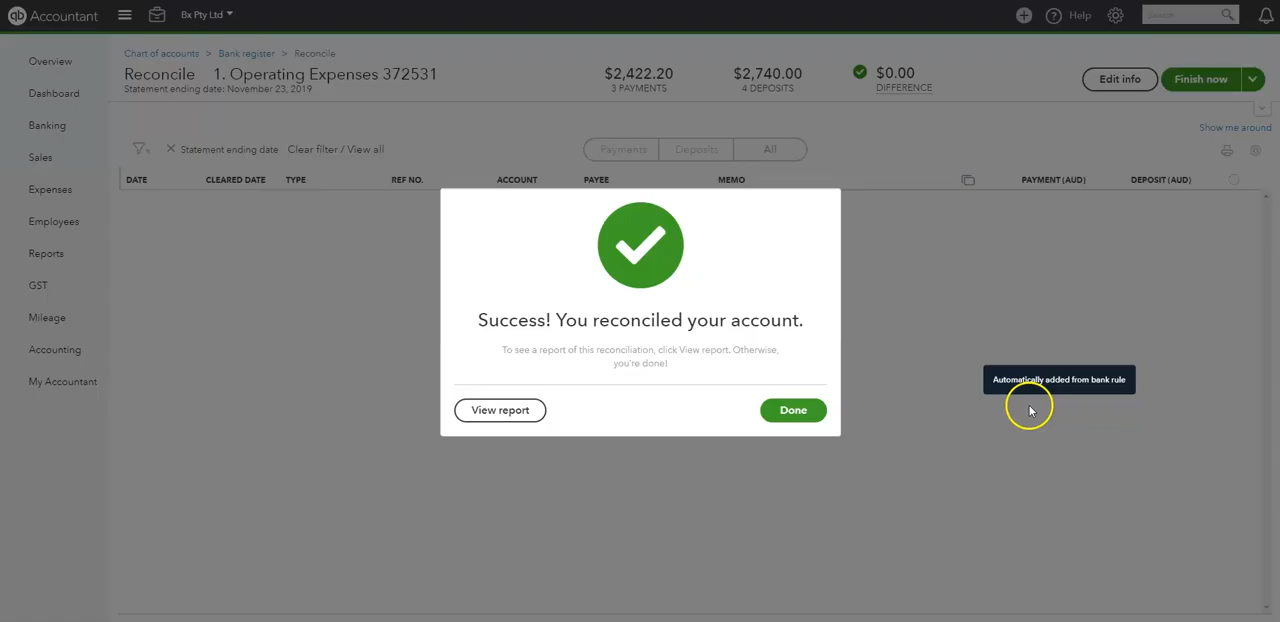 qb Accountant
Bx Pty Ltd
Help
Search
Overview
Dashboard
Banking
Sales
Expenses
Employees
Reports
GST
Mileage
Accounting
My Accountant
Chart of accounts > Bank register > Reconcile
Reconcile 1. Operating Expenses 372531
Statement ending date: November 23, 2019
$2,422.20
3 PAYMENTS
$2,740.00
4 DEPOSITS
$0.00
DIFFERENCE
Edit info
Finish now
Show me around
Statement ending date Clear filter / View all
Payments Deposits All
DATE CLEARED DATE TYPE REF NO. ACCOUNT PAYEE MEMO PAYMENT (AUD) DEPOSIT (AUD)
Success! You reconciled your account.
To see a report of this reconciliation, click View report. Otherwise,
you're done!
View report
Done
Automatically added from bank rule